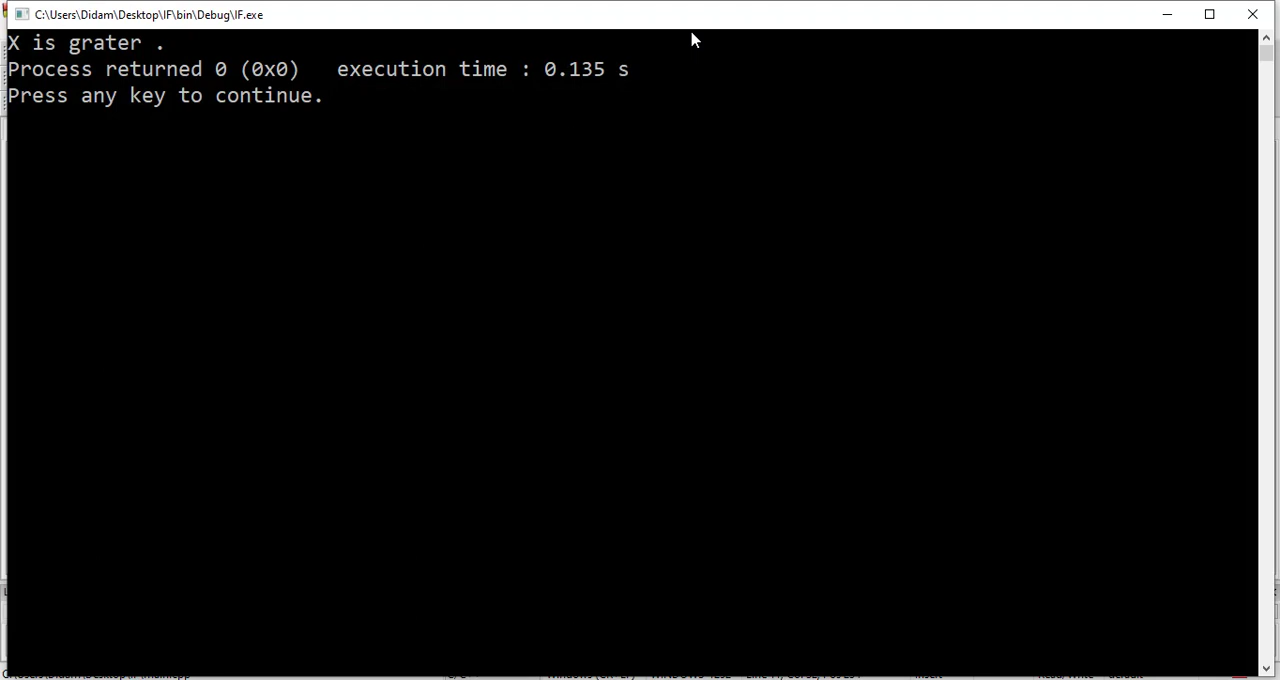 C:\Users\Didam\Desktop\IF\bin\Debug\IF.exe
X is grater .
Process returned 0 (0x0)   execution time : 0.135 s
Press any key to continue.